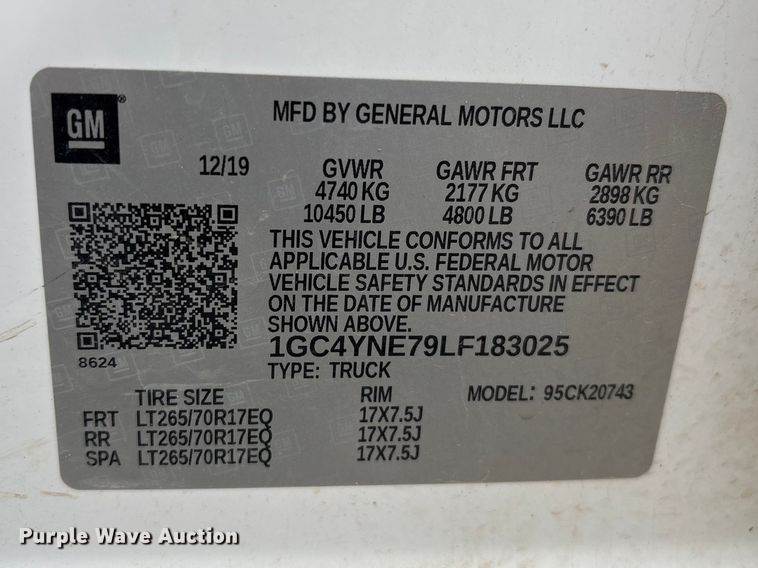 GM
MFD BY GENERAL MOTORS LLC
12/19 GVWR GAWR FRT GAWR RR
4740 KG 2177 KG 2898 KG
10450 LB 4800 LB 6390 LB
THIS VEHICLE CONFORMS TO ALL
APPLICABLE U.S. FEDERAL MOTOR
VEHICLE SAFETY STANDARDS IN EFFECT
ON THE DATE OF MANUFACTURE
SHOWN ABOVE.
1GC4YNE79LF183025
8624
TYPE: TRUCK
TIRE SIZE RIM MODEL: 95CK20743
FRT LT265/70R17EQ 17X7.5J
RR LT265/70R17EQ 17X7.5J
SPA LT265/70R17EQ 17X7.5J
Purple Wave Auction